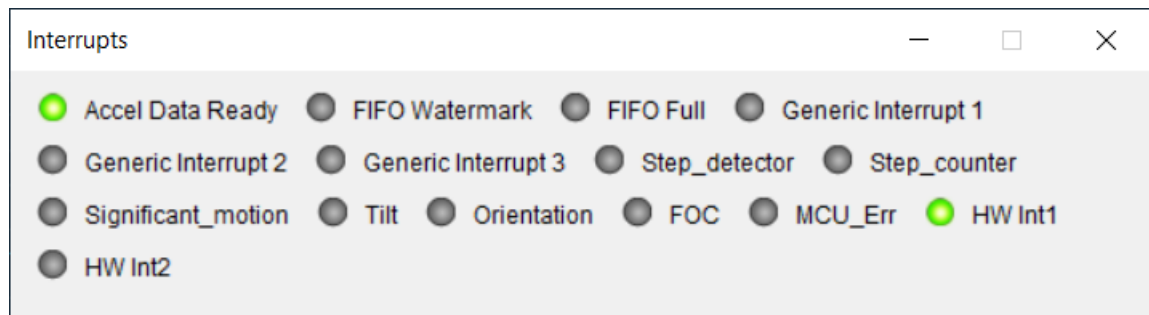 Interrupts
Accel Data Ready FIFO Watermark FIFO Full Generic Interrupt 1
Generic Interrupt 2 Generic Interrupt 3 Step_detector Step_counter
Significant_motion Tilt Orientation FOC MCU_Err HW Int1
HW Int2